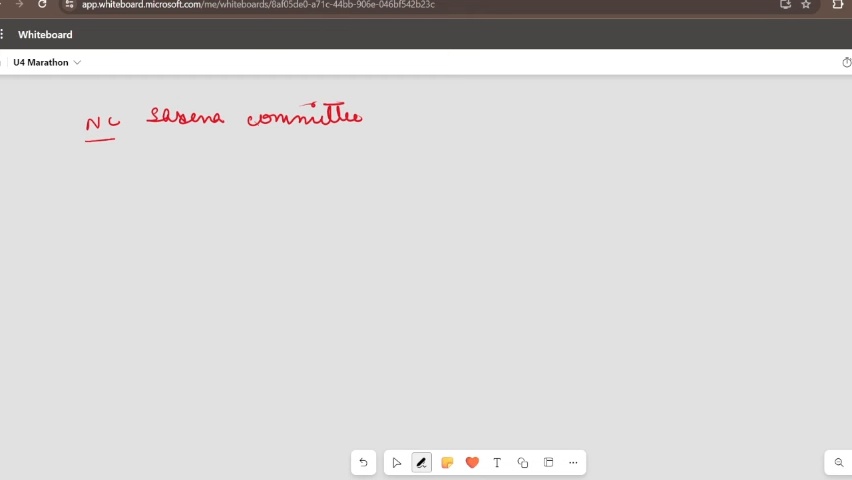 app.whiteboard.microsoft.com/me/whiteboards/8af05de0-a71c-44bb-906e-046bf542b23c
Whiteboard
U4 Marathon
NC Saxena committee
T